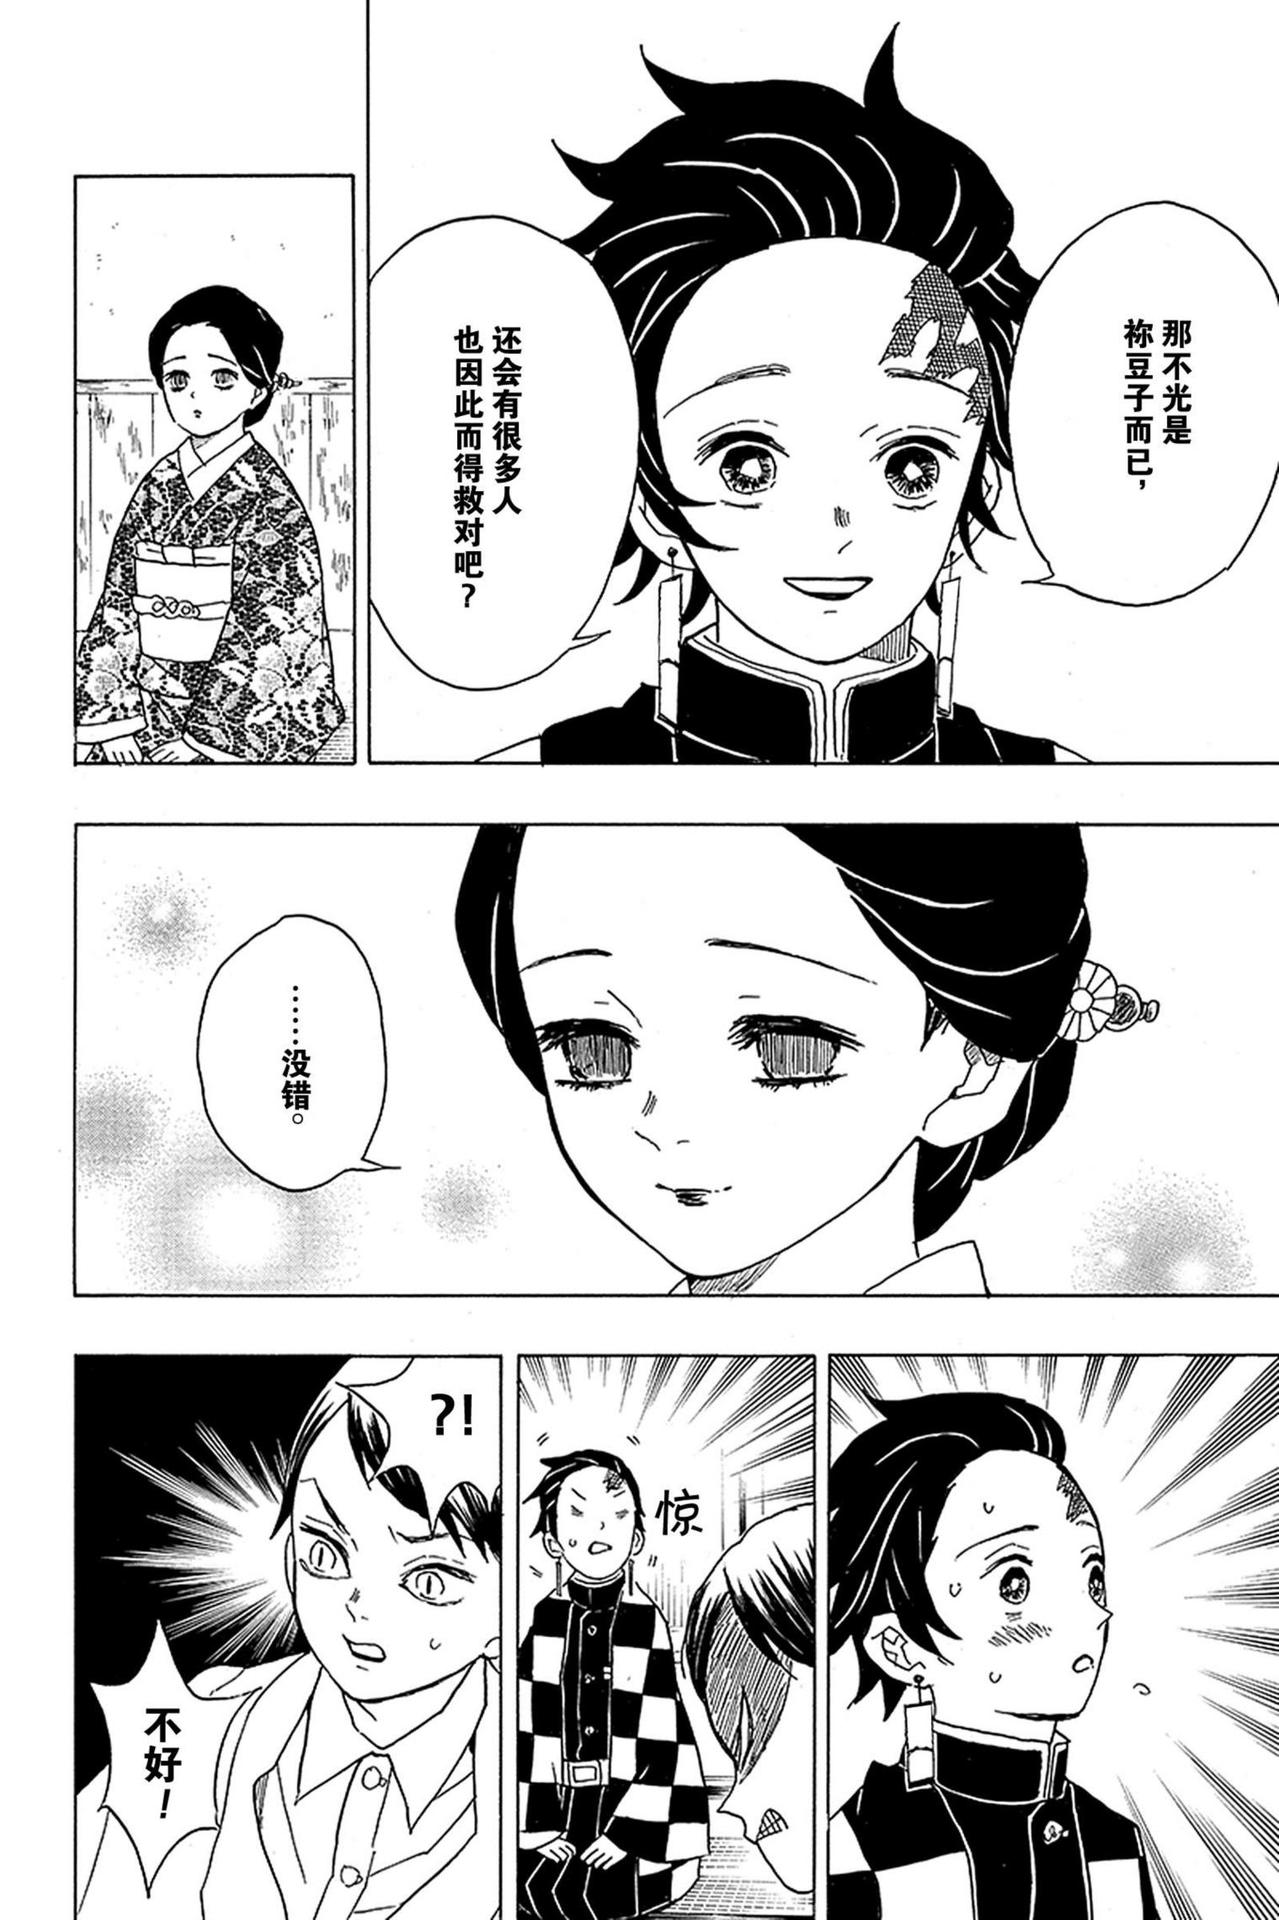 那不光是
祢豆子而已，
还会有很多人
也因此而得救对吧？
……没错。
惊
?!
不好！